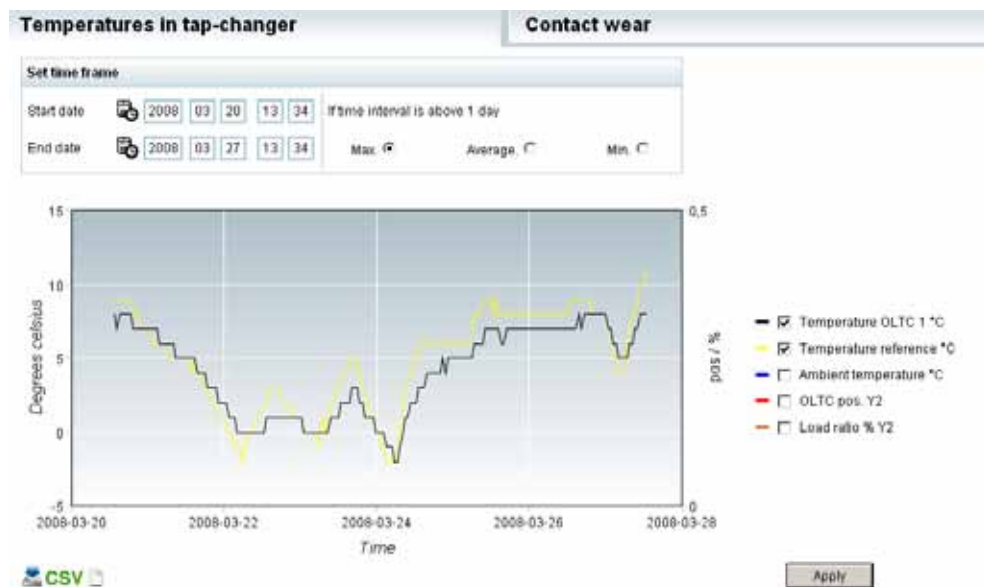 Temperatures in tap-changer
Contact wear
Set time frame
Start date 2008 03 20 13 34 If time interval is above 1 day
End date 2008 03 27 13 34 Max. Average. Min.
15 0,5
10
5
0
-5 0
Degrees celsius
pos / %
2008-03-20 2008-03-22 2008-03-24 2008-03-26 2008-03-28
Time
Temperature OLTC 1 °C
Temperature reference °C
Ambient temperature °C
OLTC pos. Y2
Load ratio % Y2
CSV
Apply